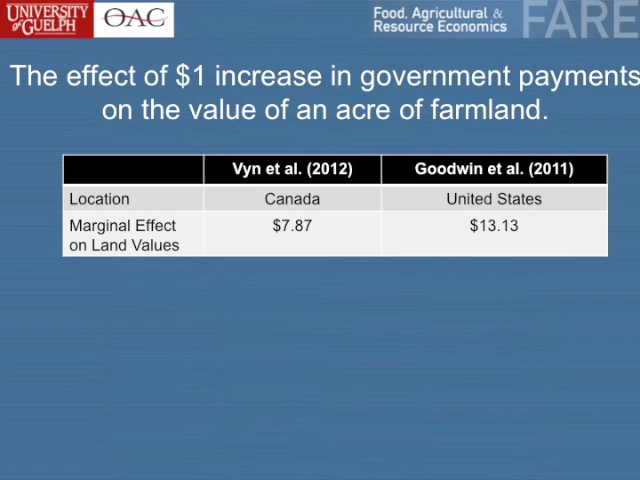 UNIVERSITY
of GUELPH
OAC
Food, Agricultural &
Resource Economics
FARE
The effect of $1 increase in government payments
on the value of an acre of farmland.
Vyn et al. (2012) Goodwin et al. (2011)
Location Canada United States
Marginal Effect $7.87 $13.13
on Land Values